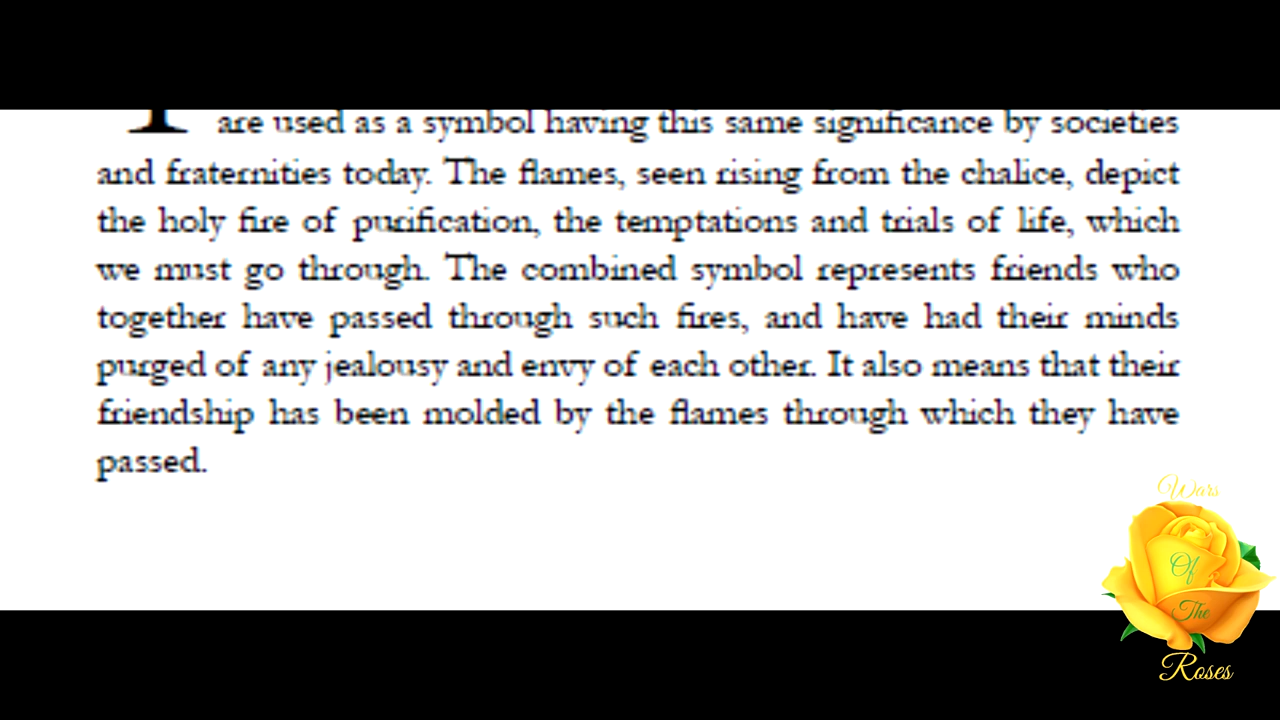 are used as a symbol having this same significance by societies
and fraternities today. The flames, seen rising from the chalice, depict
the holy fire of purification, the temptations and trials of life, which
we must go through. The combined symbol represents friends who
together have passed through such fires, and have had their minds
purged of any jealousy and envy of each other. It also means that their
friendship has been molded by the flames through which they have
passed.
Wars
Of
The
Roses